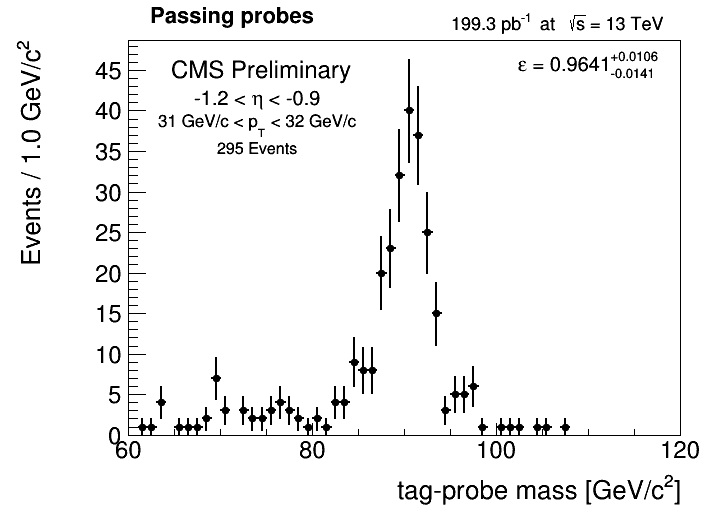 Passing probes
199.3 pb⁻¹ at √s = 13 TeV
CMS Preliminary
ε = 0.9641 +0.0106 -0.0141
-1.2 < η < -0.9
31 GeV/c < p_T < 32 GeV/c
295 Events
Events / 1.0 GeV/c²
45
40
35
30
25
20
15
10
5
0
60 80 100 120
tag-probe mass [GeV/c²]